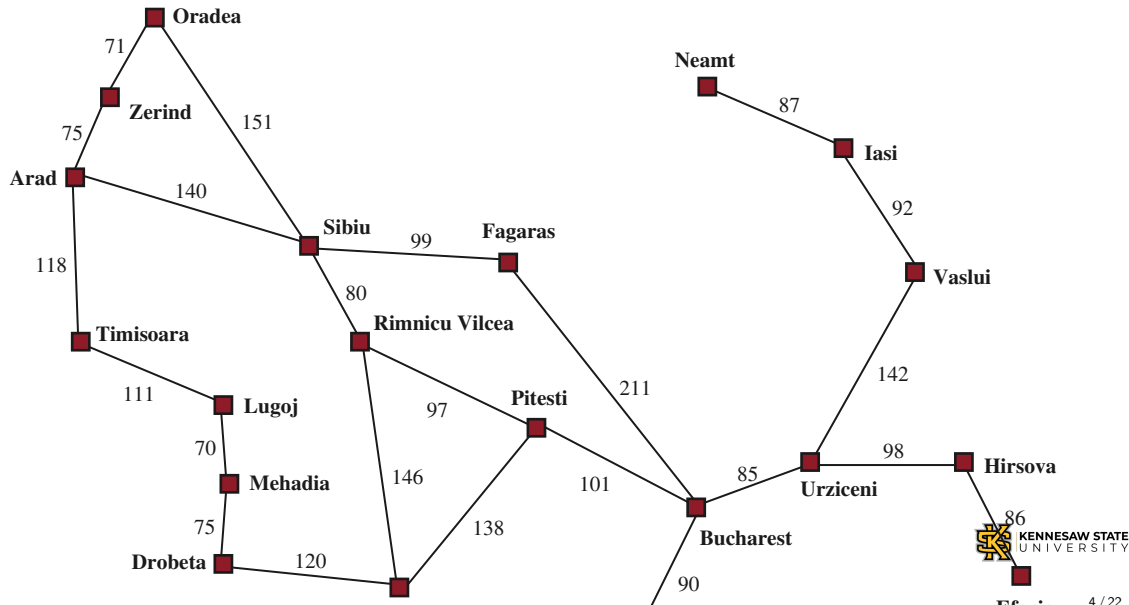 Oradea
71
Neamt
87
Zerind
151
75
Iasi
Arad
140
92
Sibiu
99
Fagaras
118
Vaslui
80
Timisoara
Rimnicu Vilcea
142
111
211
Lugoj
97
Pitesti
70
98
Hirsova
Mehadia
146
101
85
Urziceni
75
138
86
Bucharest
KENNESAW STATE
UNIVERSITY
Drobeta
120
90
4/22